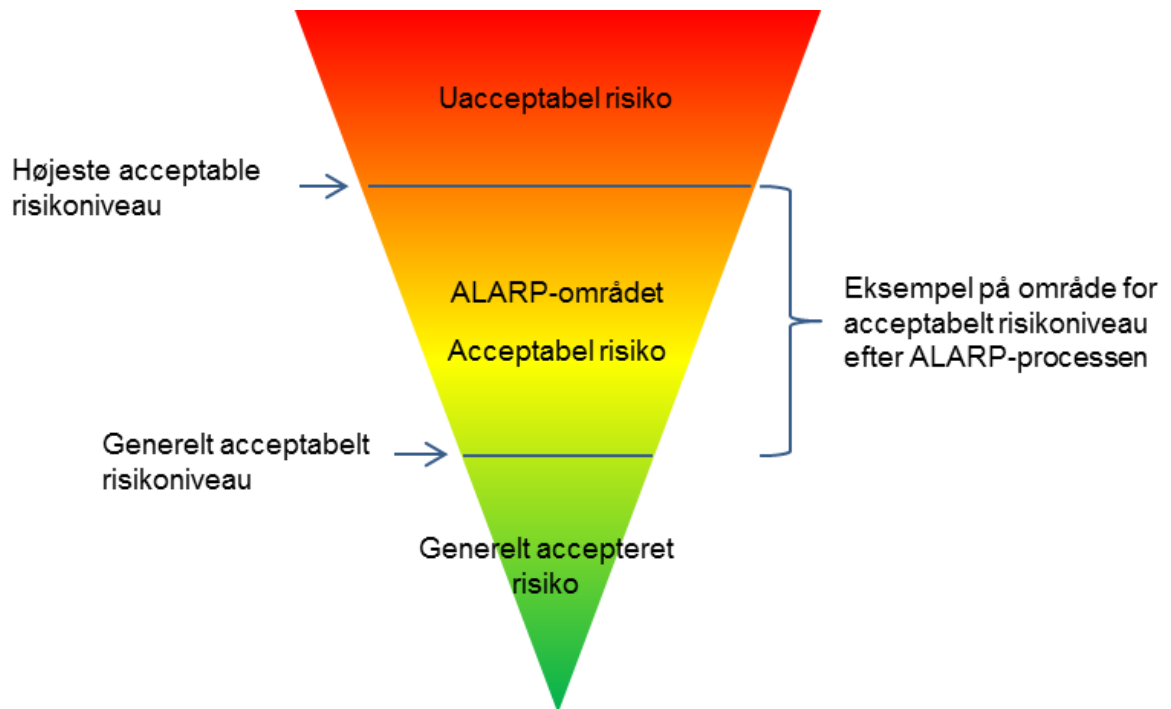 Uacceptabel risiko
Højeste acceptable
risikoniveau
ALARP-området
Acceptabel risiko
Eksempel på område for
acceptabelt risikoniveau
efter ALARP-processen
Generelt acceptabelt
risikoniveau
Generelt accepteret
risiko